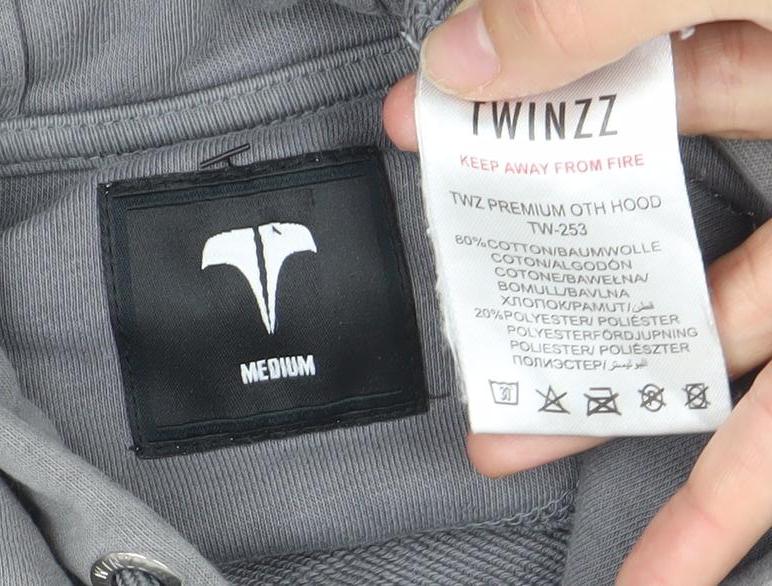 TWINZZ
KEEP AWAY FROM FIRE
TWZ PREMIUM OTH HOOD
TW-253
80%COTTON/BAUMWOLLE
COTON/ALGODÓN
COTONE/BAWEŁNA/
BOMULL/BAVLNA
ХЛОПОК/PAMUT/قطن
20%POLYESTER/ POLIÉSTER
POLYESTERFÖRDJUPNING
POLIESTER/ POLIÉSZTER
ПОЛИЭСТЕР/
30
MEDIUM